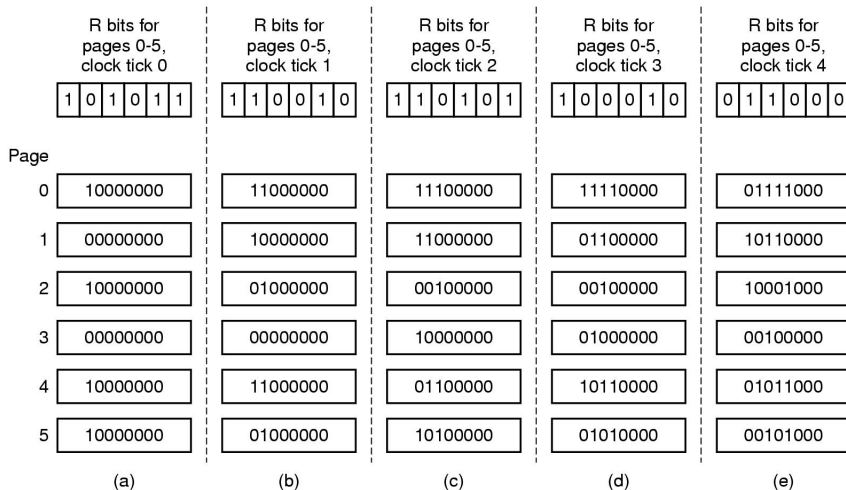 R bits for pages 0-5, clock tick 0
R bits for pages 0-5, clock tick 1
R bits for pages 0-5, clock tick 2
R bits for pages 0-5, clock tick 3
R bits for pages 0-5, clock tick 4
1 0 1 0 1 1
1 1 0 0 1 0
1 1 0 1 0 1
1 0 0 0 1 0
0 1 1 0 0 0
Page
0 10000000 11000000 11100000 11110000 01111000
1 00000000 10000000 11000000 01100000 10110000
2 10000000 01000000 00100000 00100000 10001000
3 00000000 00000000 10000000 01000000 00100000
4 10000000 11000000 01100000 10110000 01011000
5 10000000 01000000 10100000 01010000 00101000
(a) (b) (c) (d) (e)